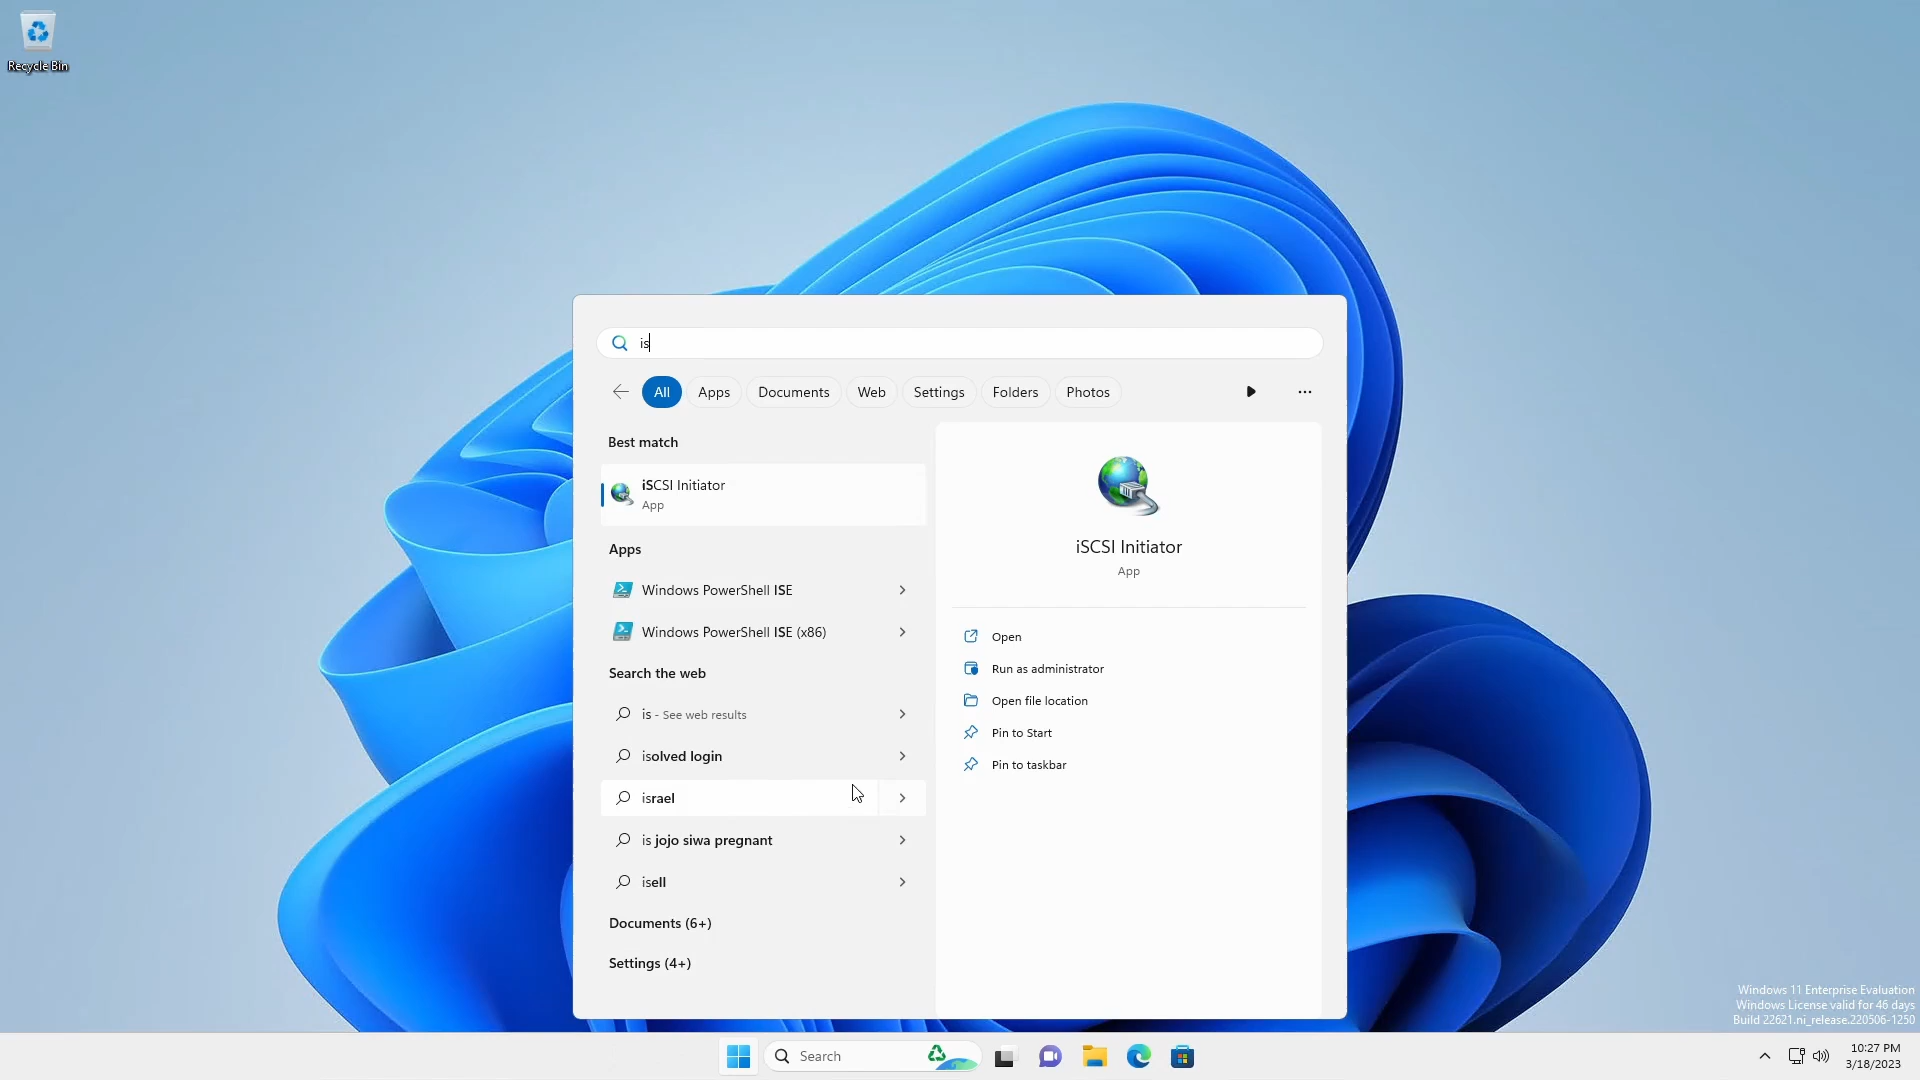 Recycle Bin
is
All
Apps
Documents
Web
Settings
Folders
Photos
Best match
iSCSI Initiator
App
Apps
Windows PowerShell ISE
Windows PowerShell ISE (x86)
Search the web
is - See web results
isolved login
israel
is jojo siwa pregnant
isell
Documents (6+)
Settings (4+)
iSCSI Initiator
App
Open
Run as administrator
Open file location
Pin to Start
Pin to taskbar
Windows 11 Enterprise Evaluation
Windows License valid for 46 days
Build 22621.ni_release.220506-1250
Search
10:27 PM
3/18/2023